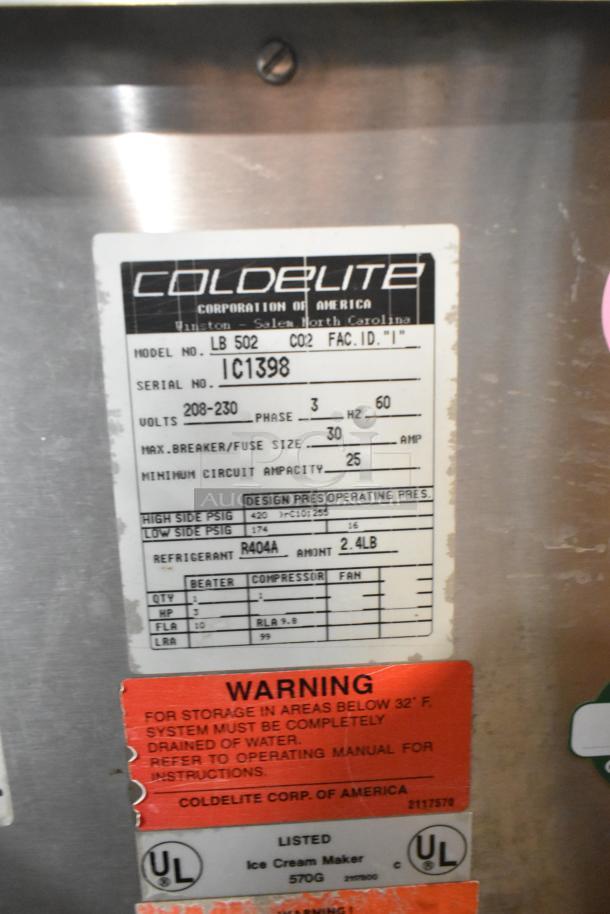 COLDELITE
CORPORATION OF AMERICA
Winston - Salem North Carolina
MODEL NO. LB 502 CO2 FAC.ID."I"
SERIAL NO. IC1398
VOLTS 208-230 PHASE 3 HZ 60
MAX.BREAKER/FUSE SIZE 30 AMP
MINIMUM CIRCUIT AMPACITY 25
DESIGN PRES OPERATING PRES.
HIGH SIDE PSIG 420 255
LOW SIDE PSIG 174 16
REFRIGERANT R404A AMONT 2.4LB
BEATER COMPRESSOR FAN
QTY 1 1
HP 3
FLA 10 RLA 9.8
LRA 99
WARNING
FOR STORAGE IN AREAS BELOW 32° F.
SYSTEM MUST BE COMPLETELY
DRAINED OF WATER.
REFER TO OPERATING MANUAL FOR
INSTRUCTIONS.
COLDELITE CORP. OF AMERICA
2117570
LISTED
UL Ice Cream Maker C UL
570G 2117800
WARNING!